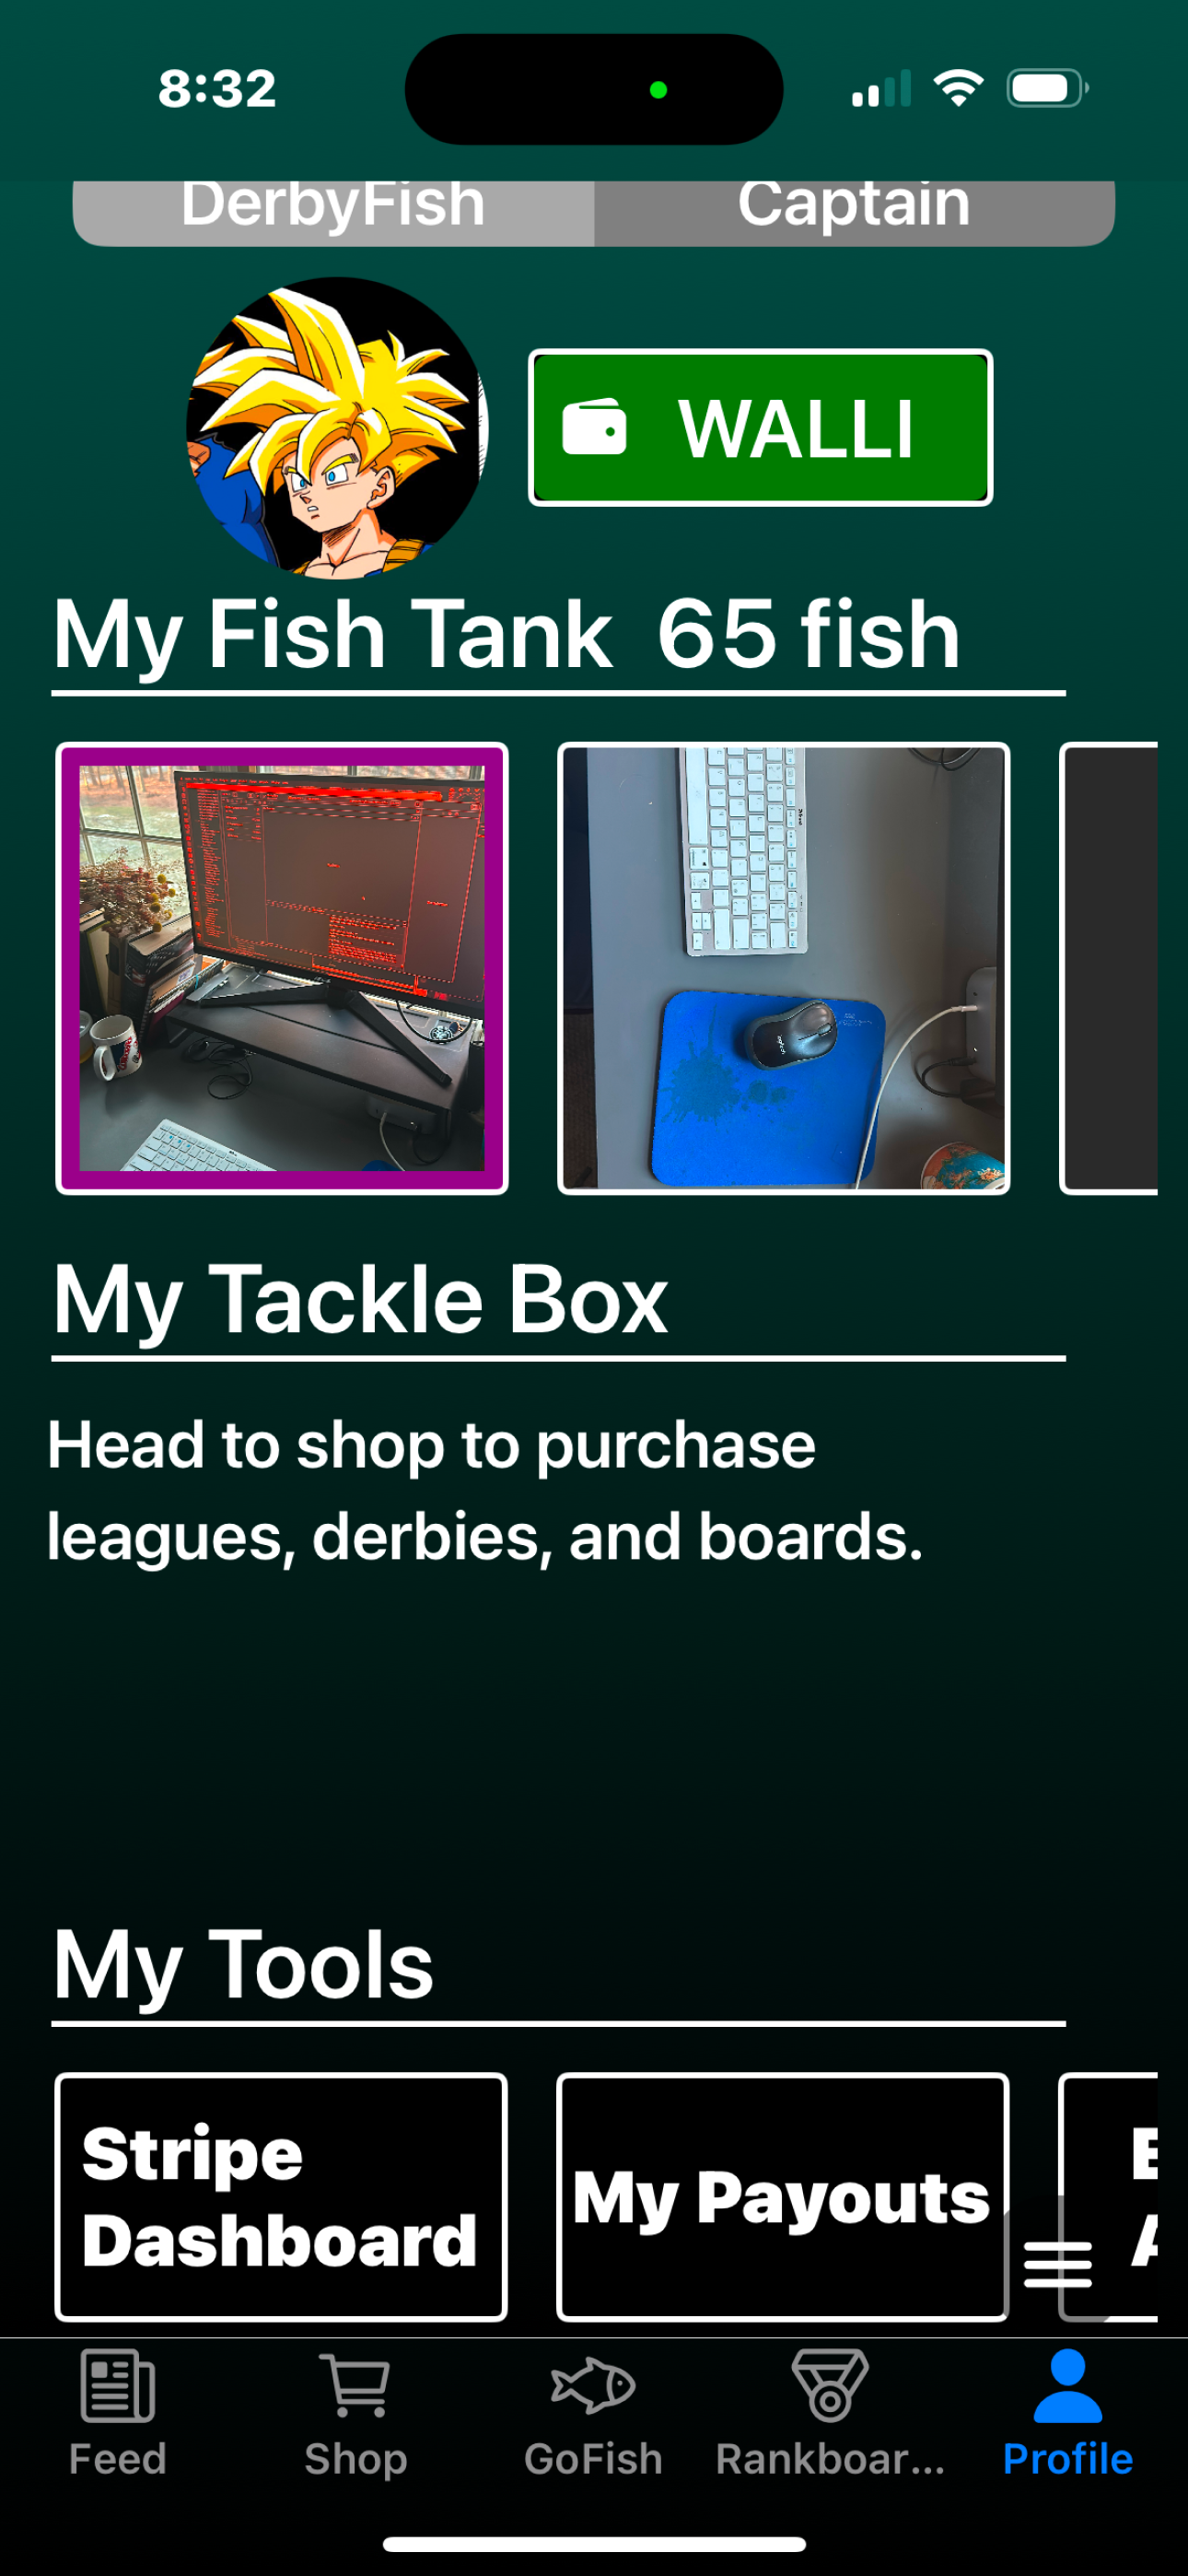 8:32
DerbyFish
Captain
WALLI
My Fish Tank 65 fish
My Tackle Box
Head to shop to purchase
leagues, derbies, and boards.
My Tools
Stripe
Dashboard
My Payouts
Feed
Shop
GoFish
Rankboar...
Profile